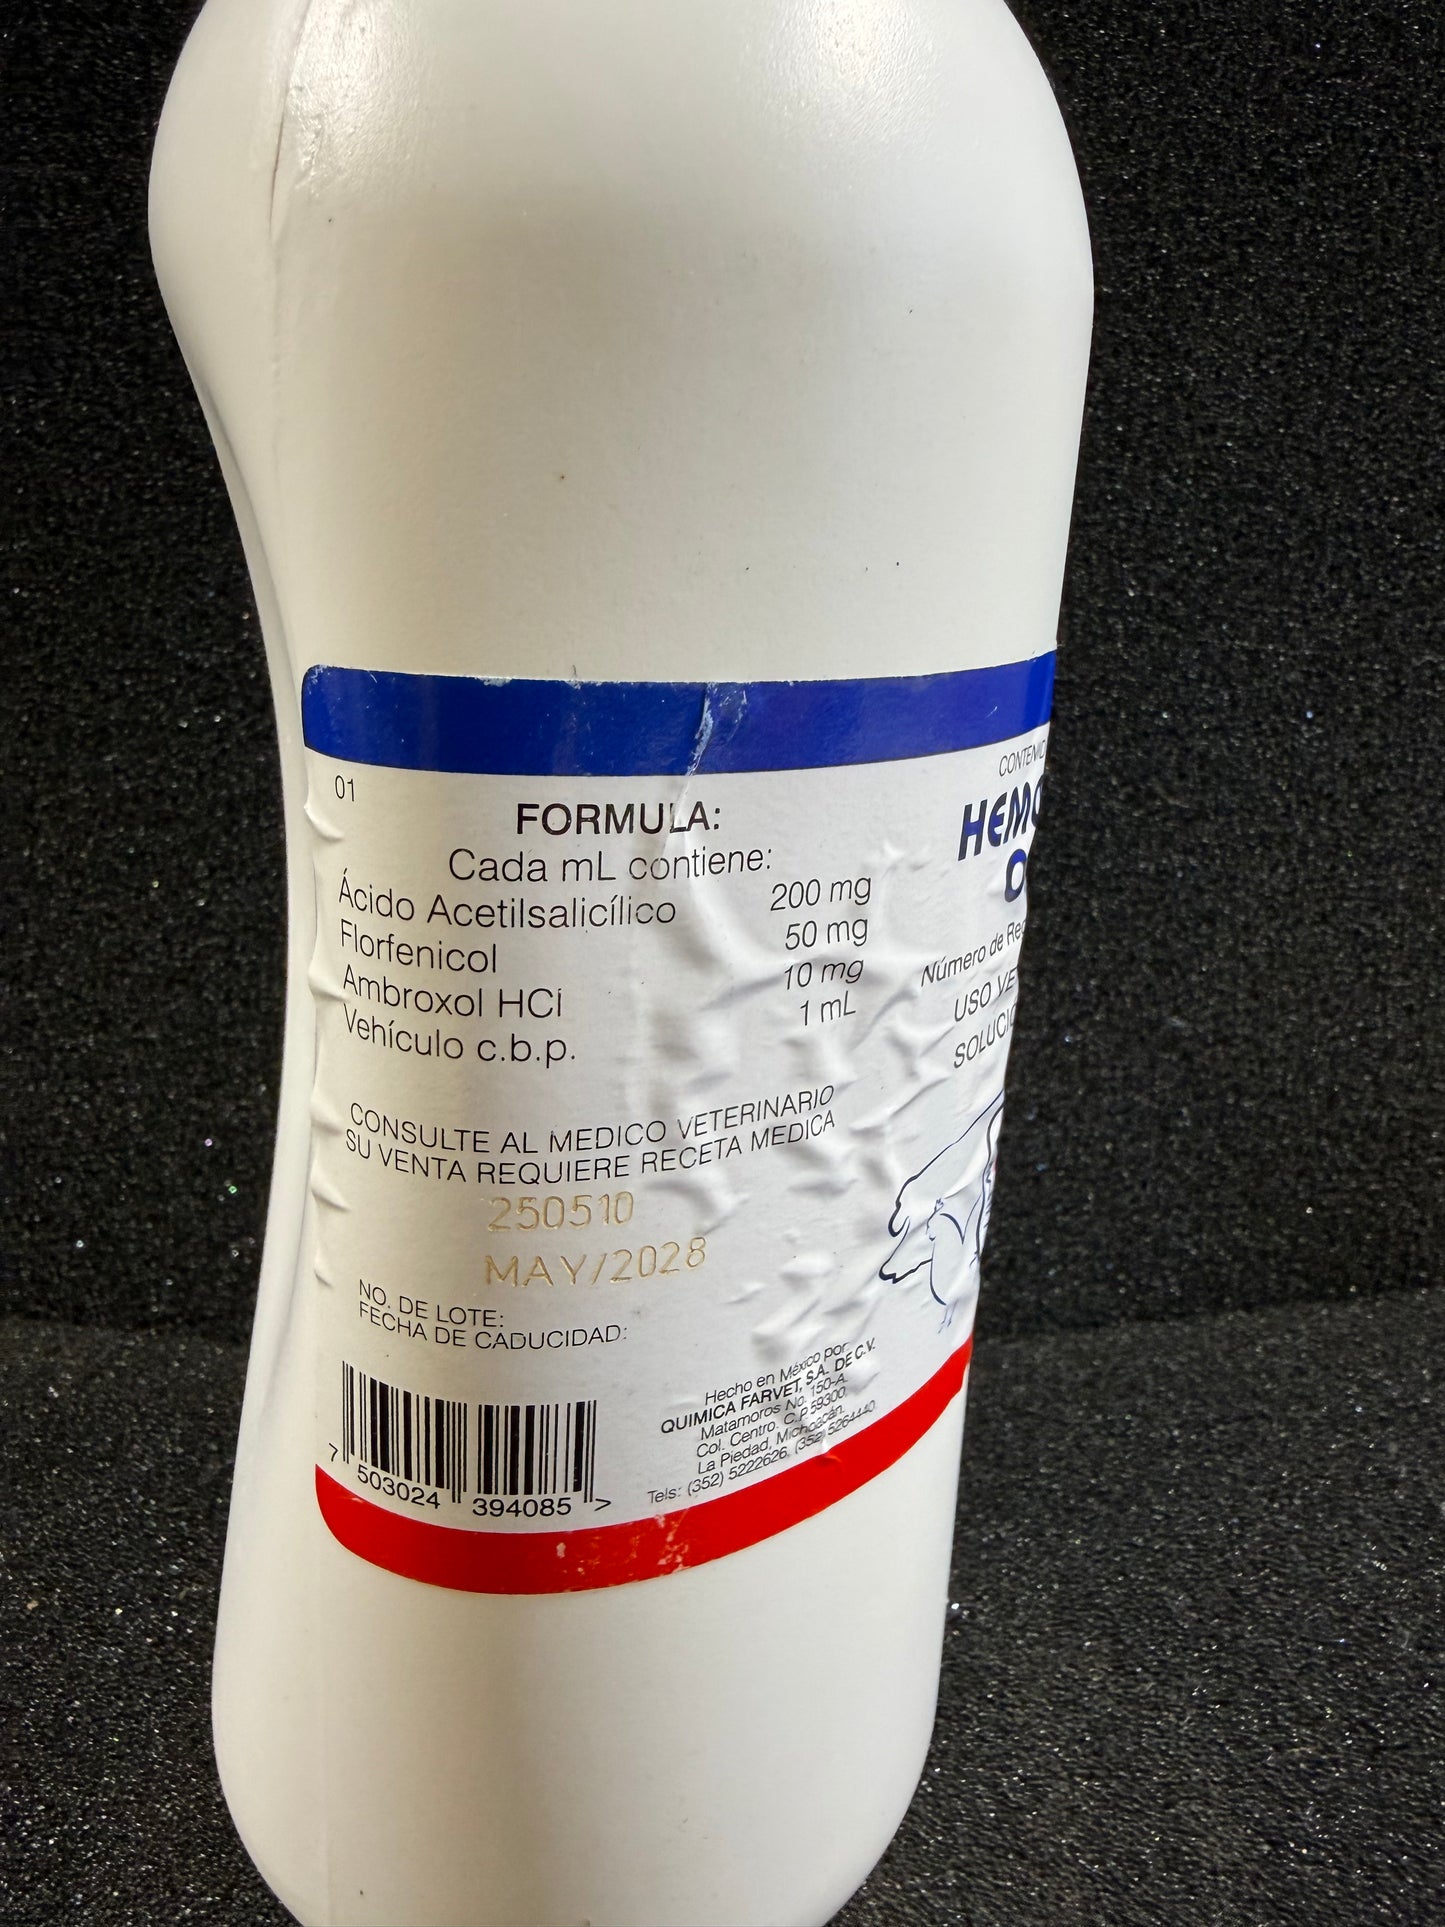 01
FORMULA:
Cada mL contiene:
Ácido Acetilsalicílico 200 mg
Florfenicol 50 mg
Ambroxol HCl 10 mg
Vehículo c.b.p. 1 mL
CONSULTE AL MEDICO VETERINARIO
SU VENTA REQUIERE RECETA MEDICA
250510
MAY/2028
NO. DE LOTE:
FECHA DE CADUCIDAD:
7 503024 394085 >
Hecho en México por
QUIMICA FARVET, S.A. DE C.V.
Matamoros No. 150-A
Col. Centro. C.P.59300
La Piedad, Michoacán.
Tels: (352) 5222626, (352) 5264440
Número de
USO